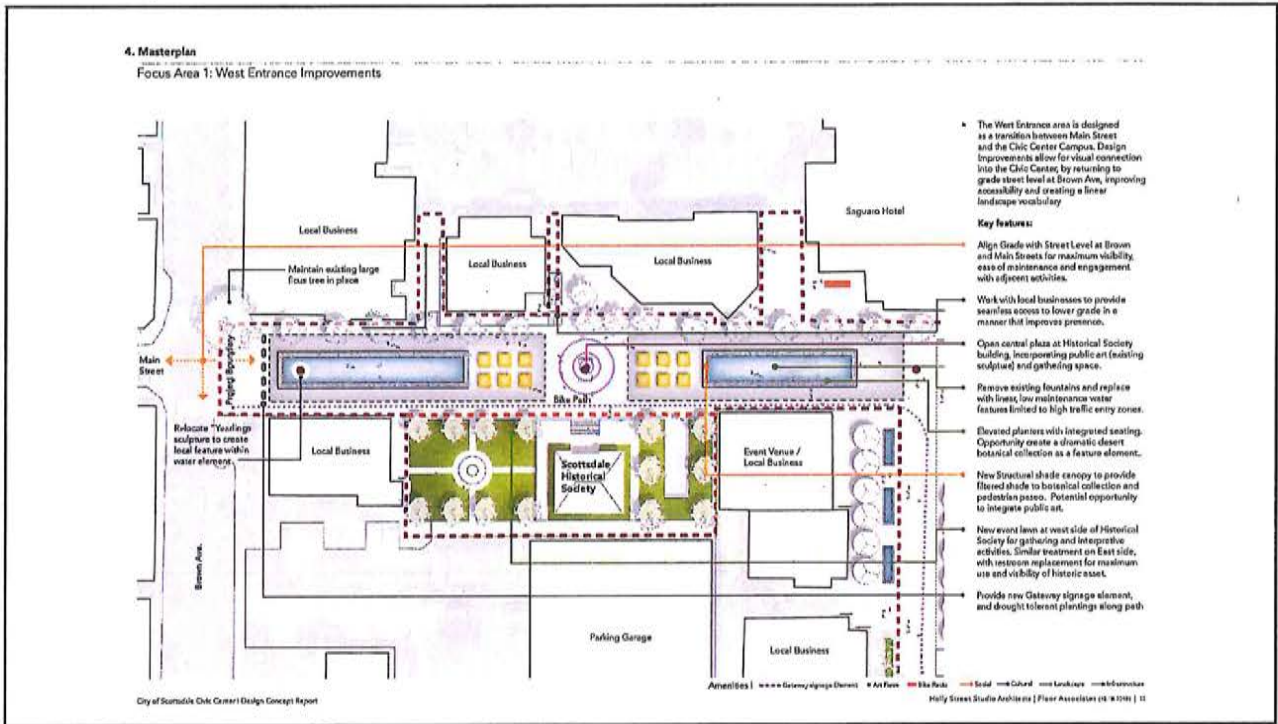 4. Masterplan
Focus Area 1: West Entrance Improvements
The West Entrance area is designed
as a transition between Main Street
and the Civic Center Campus. Design
Improvements allow for visual connection
into the Civic Center, by returning to
grade street level at Brown Ave, improving
accessibility and creating a linear
landscape vocabulary
Key features:
Align Grade with Street Level at Brown
and Main Streets for maximum visibility,
ease of maintenance and engagement
with adjacent activities.
Work with local businesses to provide
seamless access to lower grade in a
manner that improves presence.
Open central plaza at Historical Society
building, incorporating public art (existing
sculpture) and gathering space.
Remove existing fountains and replace
with linear, low maintenance water
features limited to high traffic entry zones.
Elevated planters with integrated seating.
Opportunity create a dramatic desert
botanical collection as a feature element.
New Structural shade canopy to provide
filtered shade to botanical collection and
pedestrian paseo. Potential opportunity
to integrate public art.
New event lawn at west side of Historical
Society for gathering and interpretive
activities. Similar treatment on East side,
with restroom replacement for maximum
use and visibility of historic asset.
Provide new Gateway signage element,
and drought tolerant plantings along path
Saguaro Hotel
Local Business
Local Business
Local Business
Maintain existing large
ficus tree in place
Main
Street
Project Boundary
Bike Path
Relocate "Yearlings
sculpture to create
local feature within
water element.
Local Business
Scottsdale
Historical
Society
Event Venue /
Local Business
Brown Ave.
Parking Garage
Local Business
Amenities |
Gateway signage Element
Art Piece
Bike Racks
Social
Cultural
Landscape
Infrastructure
City of Scottsdale Civic Center | Design Concept Report
Holly Street Studio Architects | Floor Associates